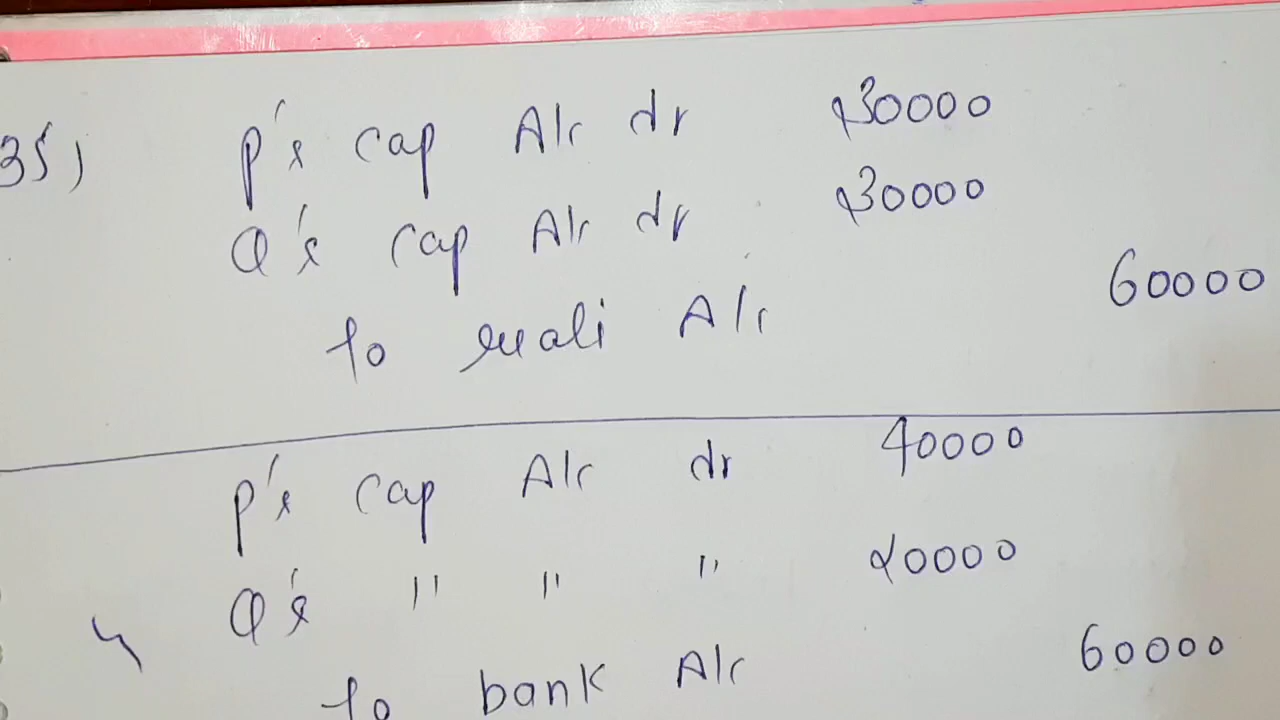 35) P's cap A/c dr 30000
Q's cap A/c dr 30000
to reali A/c 60000
P's cap A/c dr 40000
Q's " " " 20000
to bank A/c 60000